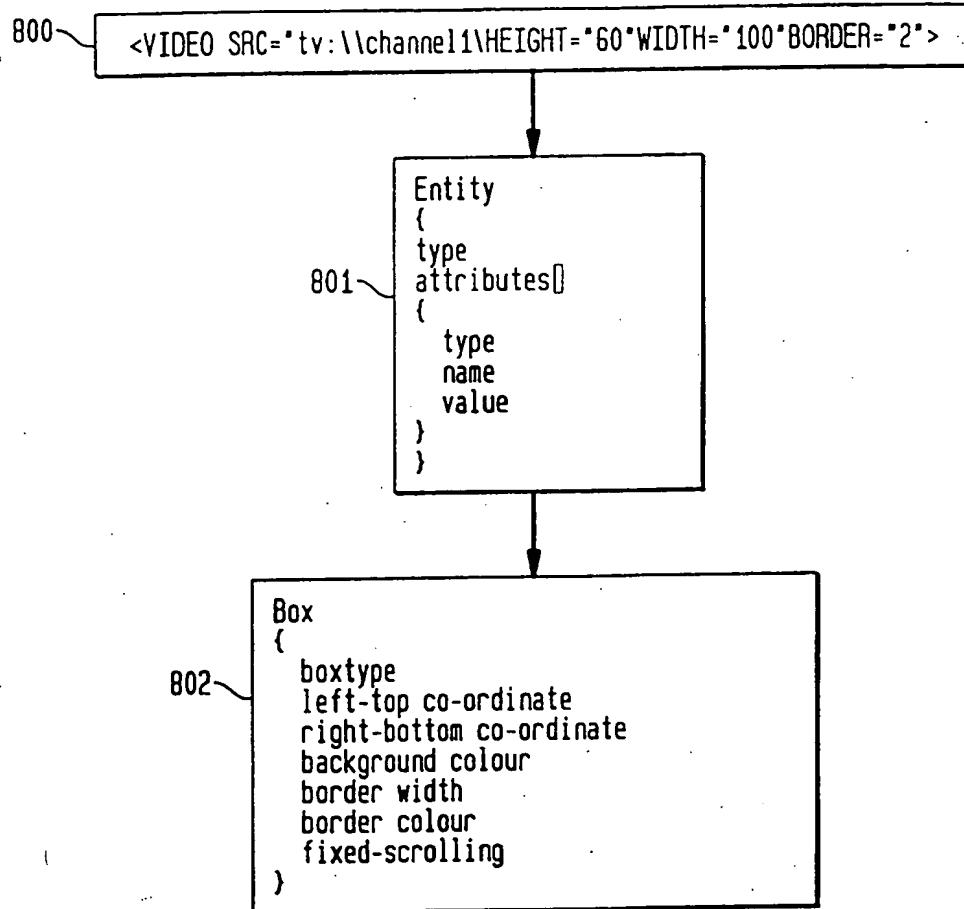 800
<VIDEO SRC="tv:\\channel1\HEIGHT="60"WIDTH="100"BORDER="2">
Entity
{
type
801
attributes[]
{
type
name
value
}
}
Box
{
boxtype
802
left-top co-ordinate
right-bottom co-ordinate
background colour
border width
border colour
fixed-scrolling
}